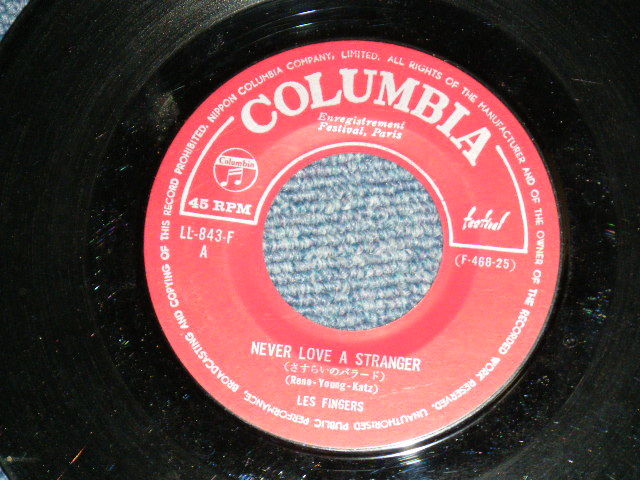 NIPPON COLUMBIA COMPANY, LIMITED. ALL RIGHTS OF THE MANUFACTURER AND OF THE OWNER OF THE RECORDED WORK RESERVED. UNAUTHORISED PUBLIC PERFORMANCE, BROADCASTING AND COPYING OF THIS RECORD PROHIBITED.
COLUMBIA
Enregistrement
Festival, Paris
Columbia
45 RPM
festival
LL-843-F
A
(F-468-25)
NEVER LOVE A STRANGER
(さすらいのバラード)
(Rene-Young-Katz)
LES FINGERS